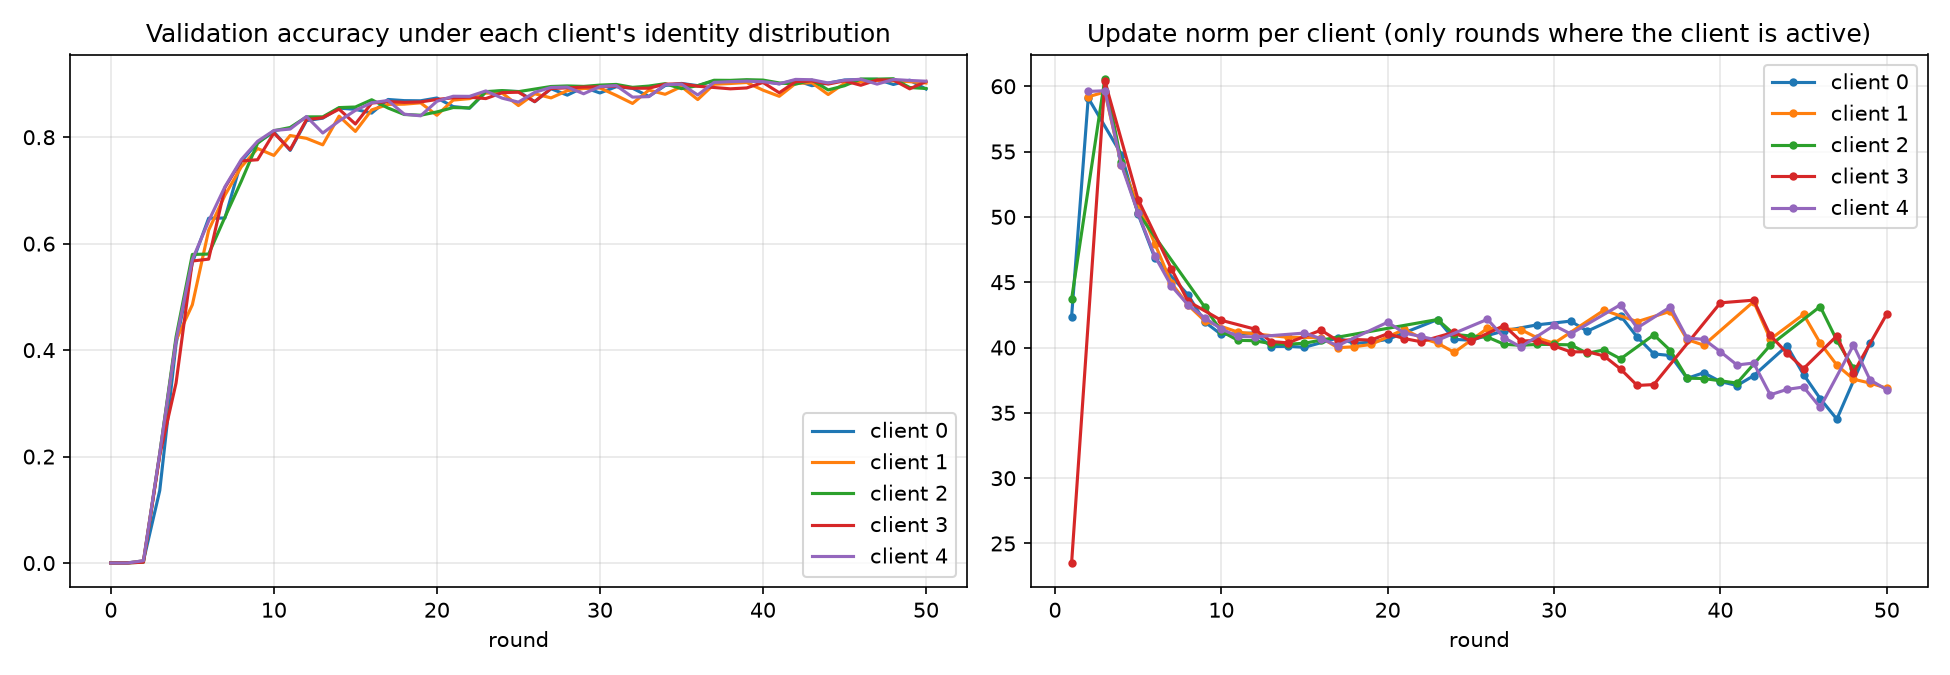 Validation accuracy under each client's identity distribution
0.8
0.6
0.4
0.2
0.0
0 10 20 30 40 50
round
client 0
client 1
client 2
client 3
client 4
Update norm per client (only rounds where the client is active)
60
55
50
45
40
35
30
25
0 10 20 30 40 50
round
client 0
client 1
client 2
client 3
client 4